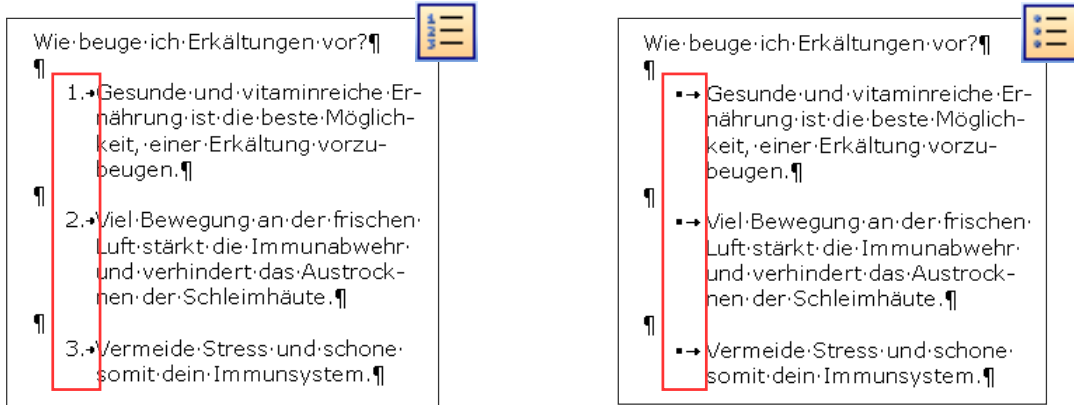 Wie·beuge·ich·Erkältungen·vor?¶
¶
1.→Gesunde·und·vitaminreiche·Er-
nährung·ist·die·beste·Möglich-
keit,·einer·Erkältung·vorzu-
beugen.¶
¶
2.→Viel·Bewegung·an·der·frischen·
Luft·stärkt·die·Immunabwehr·
und·verhindert·das·Austrock-
nen·der·Schleimhäute.¶
¶
3.→Vermeide·Stress·und·schone·
somit·dein·Immunsystem.¶
1
2
3
Wie·beuge·ich·Erkältungen·vor?¶
¶
▪→Gesunde·und·vitaminreiche·Er-
nährung·ist·die·beste·Möglich-
keit,·einer·Erkältung·vorzu-
beugen.¶
¶
▪→Viel·Bewegung·an·der·frischen·
Luft·stärkt·die·Immunabwehr·
und·verhindert·das·Austrock-
nen·der·Schleimhäute.¶
¶
▪→Vermeide·Stress·und·schone·
somit·dein·Immunsystem.¶